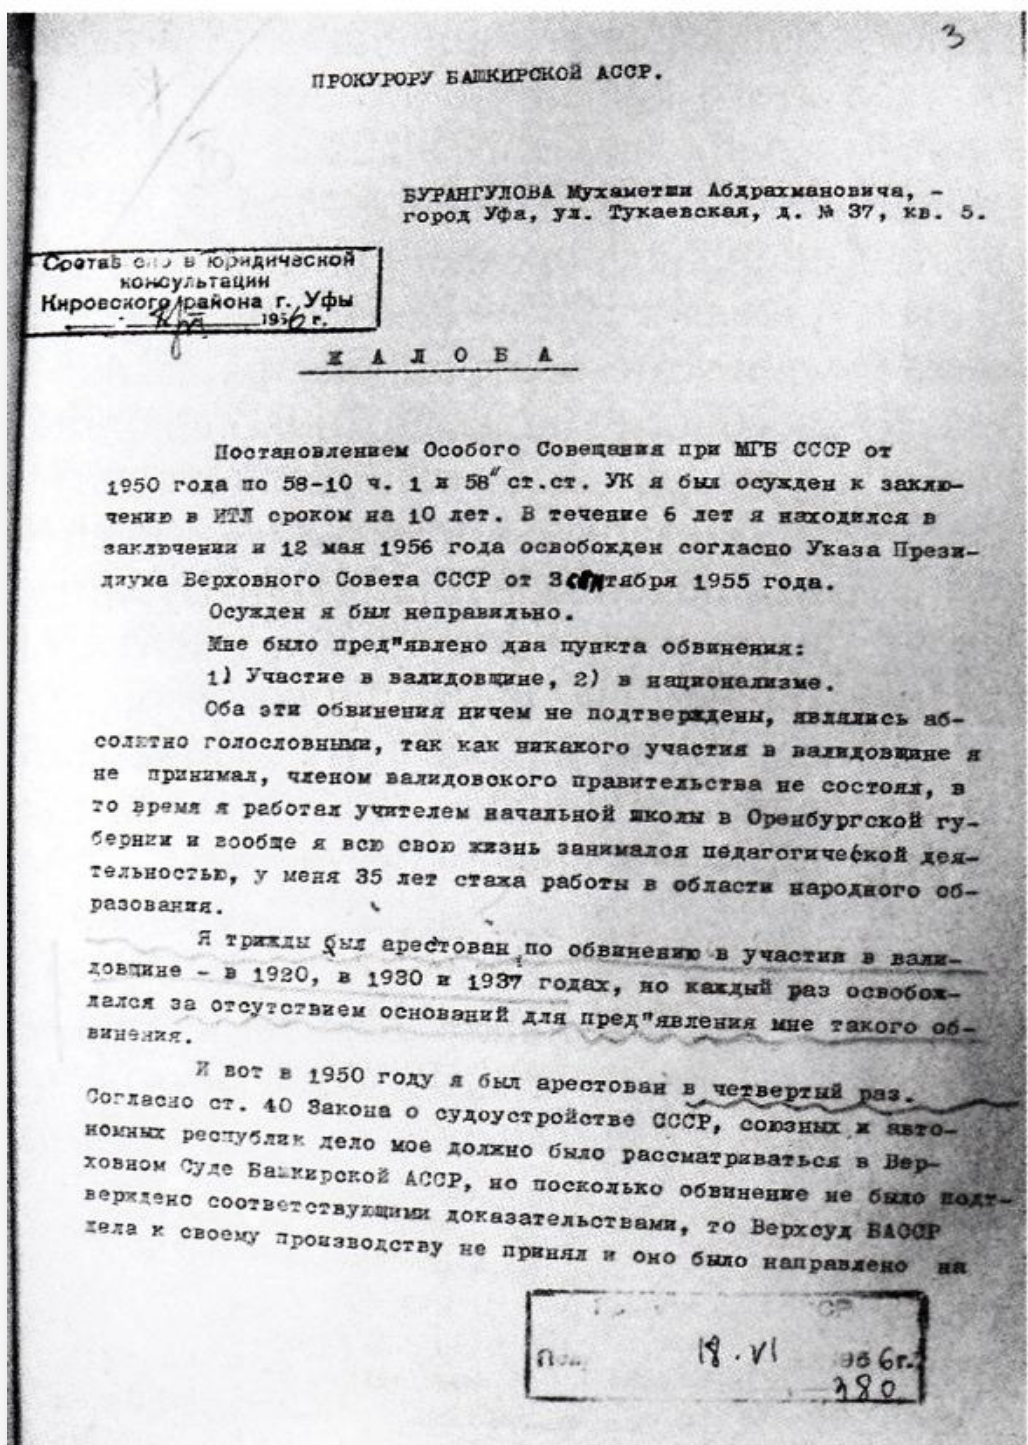 3
ПРОКУРОРУ БАШКИРСКОЙ АССР.
БУРАНГУЛОВА Мухаметши Абдрахмановича, –
город Уфа, ул. Тукаевская, д. № 37, кв. 5.
в юридической
консультации
Кировского района г. Уфы
1956 г.
Ж А Л О Б А
Постановлением Особого Совещания при МГБ СССР от
1950 года по 58-10 ч. 1 и 58" ст.ст. УК я был осужден к заклю-
чению в ИТЛ сроком на 10 лет. В течение 6 лет я находился в
заключении и 12 мая 1956 года освобожден согласно Указа Прези-
диума Верховного Совета СССР от 3 сентября 1955 года.
Осужден я был неправильно.
Мне было пред"явлено два пункта обвинения:
1) Участие в валидовщине, 2) в национализме.
Оба эти обвинения ничем не подтверждены, являлись аб-
солютно голословными, так как никакого участия в валидовщине я
не принимал, членом валидовского правительства не состоял, в
то время я работал учителем начальной школы в Оренбургской гу-
бернии и вообще я всю свою жизнь занимался педагогической дея-
тельностью, у меня 35 лет стажа работы в области народного об-
разования.
Я трижды был арестован по обвинению в участии в вали-
довщине – в 1920, в 1930 и 1937 годах, но каждый раз освобож-
дался за отсутствием оснований для пред"явления мне такого об-
винения.
И вот в 1950 году я был арестован в четвертый раз.
Согласно ст. 40 Закона о судоустройстве СССР, союзных и авто-
номных республик дело мое должно было рассматриваться в Вер-
ховном Суде Башкирской АССР, но поскольку обвинение не было подт-
верждено соответствующими доказательствами, то Верхсуд БАССР
дела к своему производству не принял и оно было направлено на
18.VI 1956г.
380